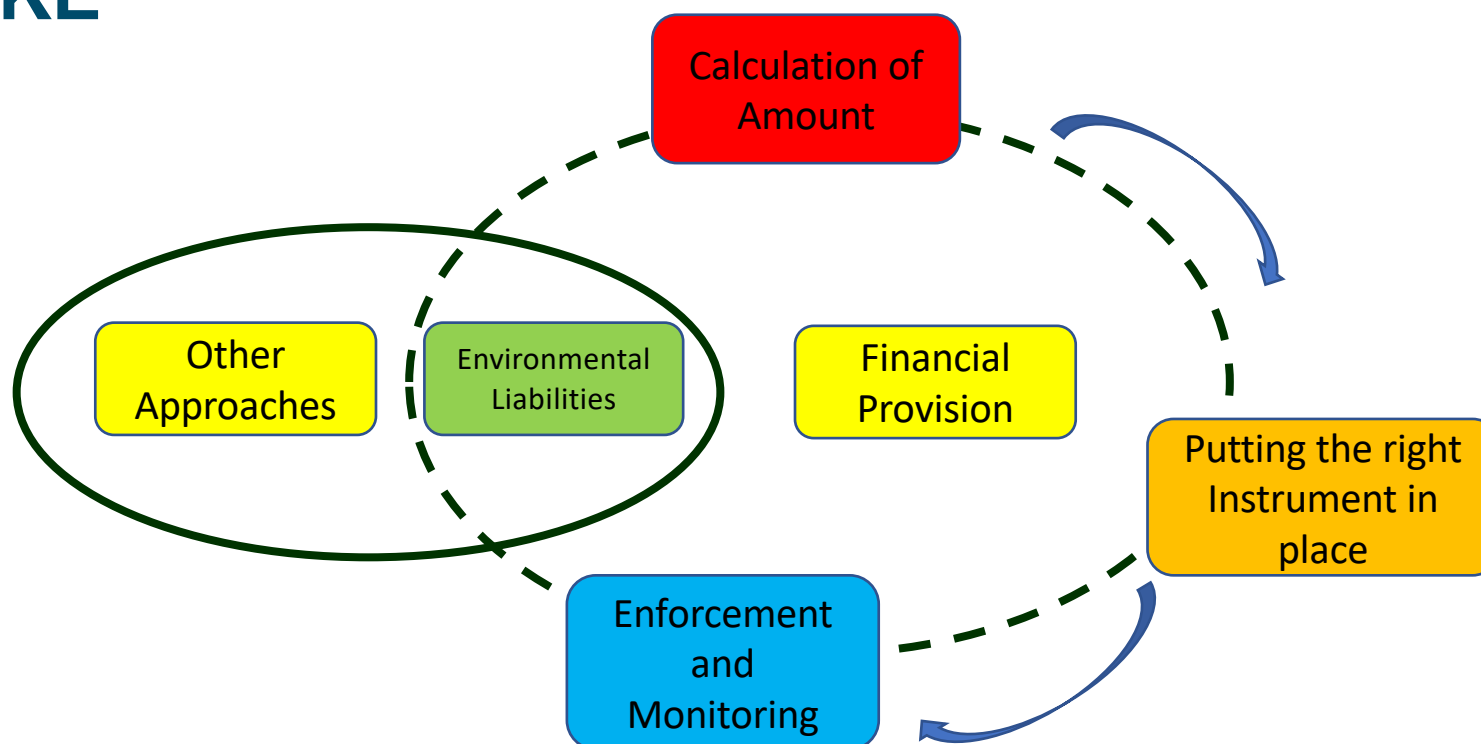 Calculation of
Amount
Other
Approaches
Environmental
Liabilities
Financial
Provision
Putting the right
Instrument in
place
Enforcement
and
Monitoring